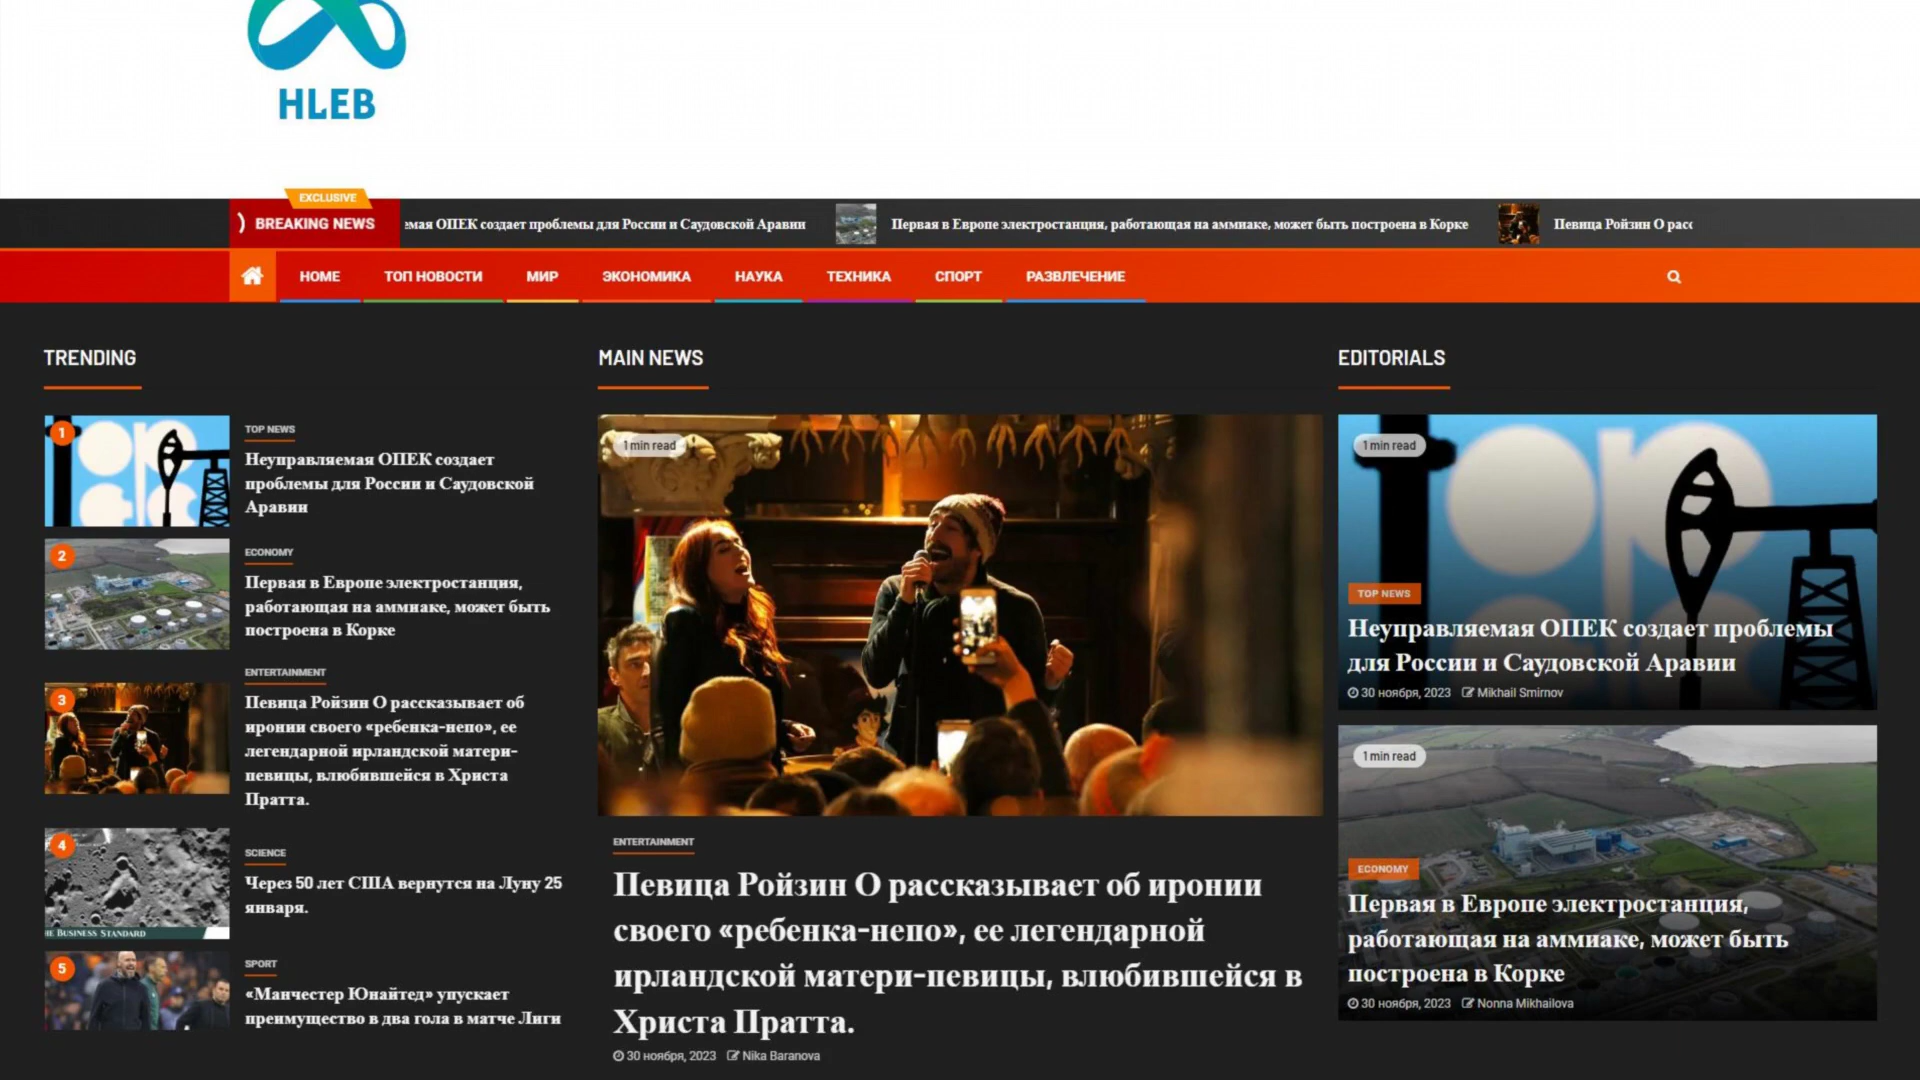 HLEB
EXCLUSIVE
BREAKING NEWS
емая ОПЕК создает проблемы для России и Саудовской Аравии
Первая в Европе электростанция, работающая на аммиаке, может быть построена в Корке
Певица Ройзин О расс
HOME
ТОП НОВОСТИ
МИР
ЭКОНОМИКА
НАУКА
ТЕХНИКА
СПОРТ
РАЗВЛЕЧЕНИЕ
TRENDING
1
TOP NEWS
Неуправляемая ОПЕК создает
проблемы для России и Саудовской
Аравии
2
ECONOMY
Первая в Европе электростанция,
работающая на аммиаке, может быть
построена в Корке
3
ENTERTAINMENT
Певица Ройзин О рассказывает об
иронии своего «ребенка-непо», ее
легендарной ирландской матери-
певицы, влюбившейся в Христа
Пратта.
4
THE BUSINESS STANDARD
SCIENCE
Через 50 лет США вернутся на Луну 25
января.
5
SPORT
«Манчестер Юнайтед» упускает
преимущество в два гола в матче Лиги
MAIN NEWS
1 min read
ENTERTAINMENT
Певица Ройзин О рассказывает об иронии
своего «ребенка-непо», ее легендарной
ирландской матери-певицы, влюбившейся в
Христа Пратта.
30 ноября, 2023 Nika Baranova
EDITORIALS
1 min read
TOP NEWS
Неуправляемая ОПЕК создает проблемы
для России и Саудовской Аравии
30 ноября, 2023 Mikhail Smirnov
1 min read
ECONOMY
Первая в Европе электростанция,
работающая на аммиаке, может быть
построена в Корке
30 ноября, 2023 Nonna Mikhailova